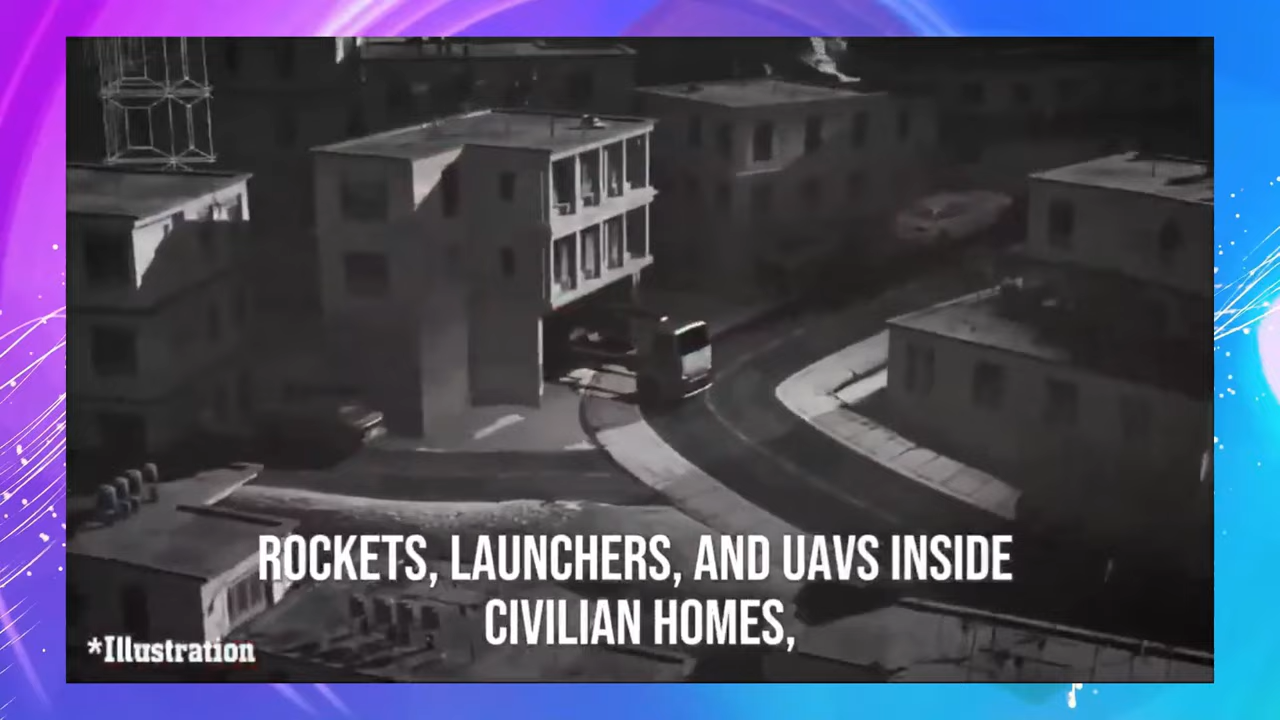 ROCKETS, LAUNCHERS, AND UAVS INSIDE
CIVILIAN HOMES,
*Illustration